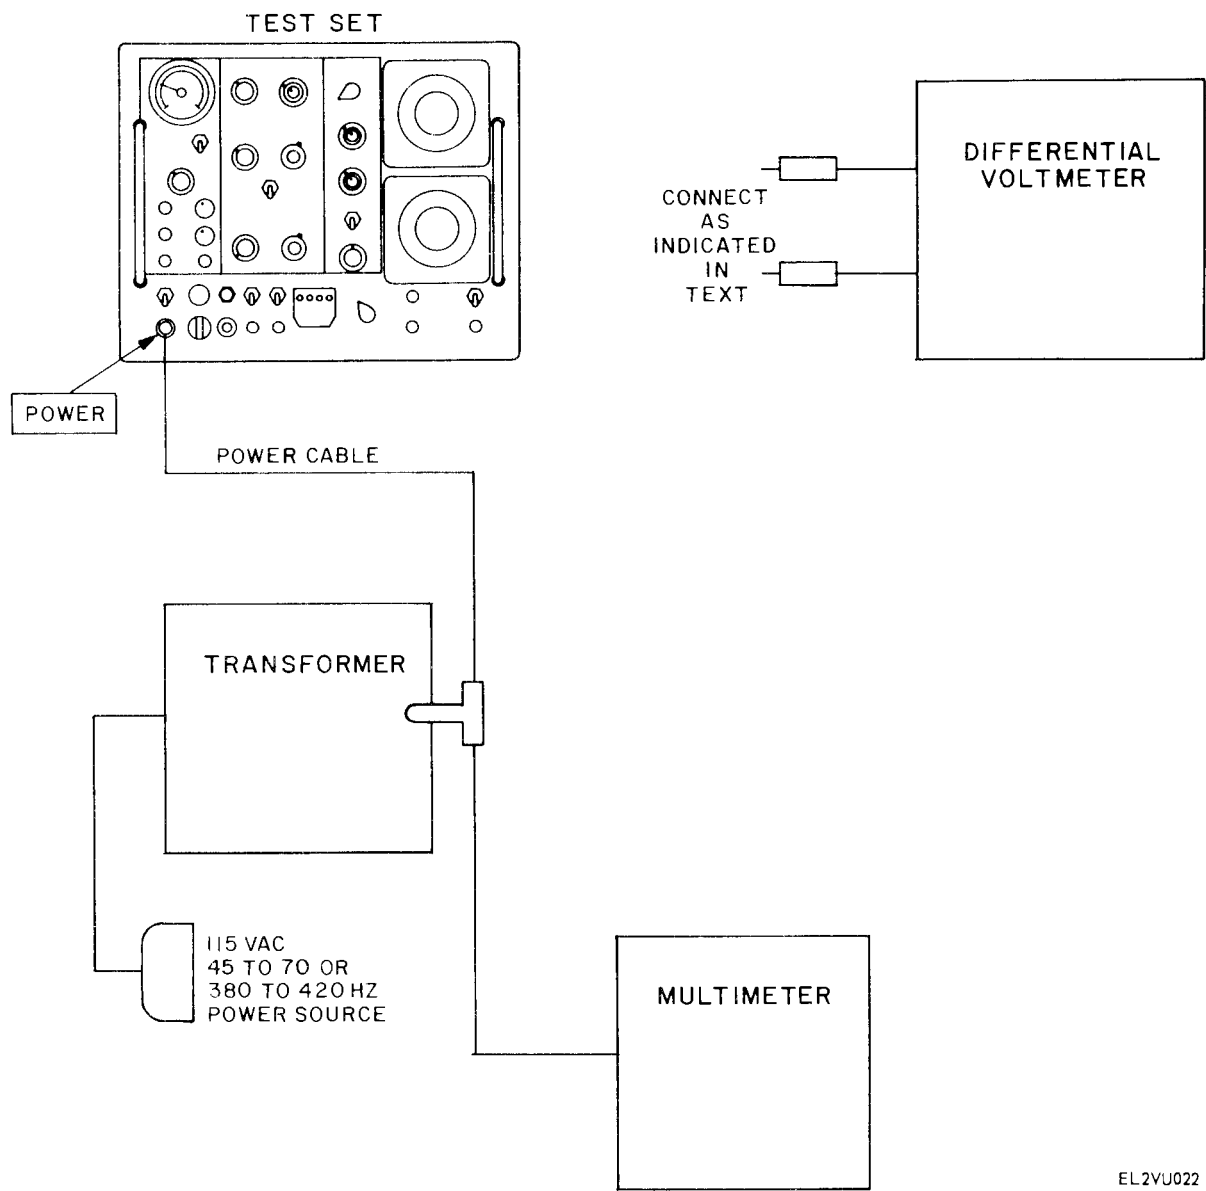 TEST SET
DIFFERENTIAL
VOLTMETER
CONNECT
AS
INDICATED
IN
TEXT
POWER
POWER CABLE
TRANSFORMER
115 VAC
45 TO 70 OR
380 TO 420 HZ
POWER SOURCE
MULTIMETER
EL2VU022